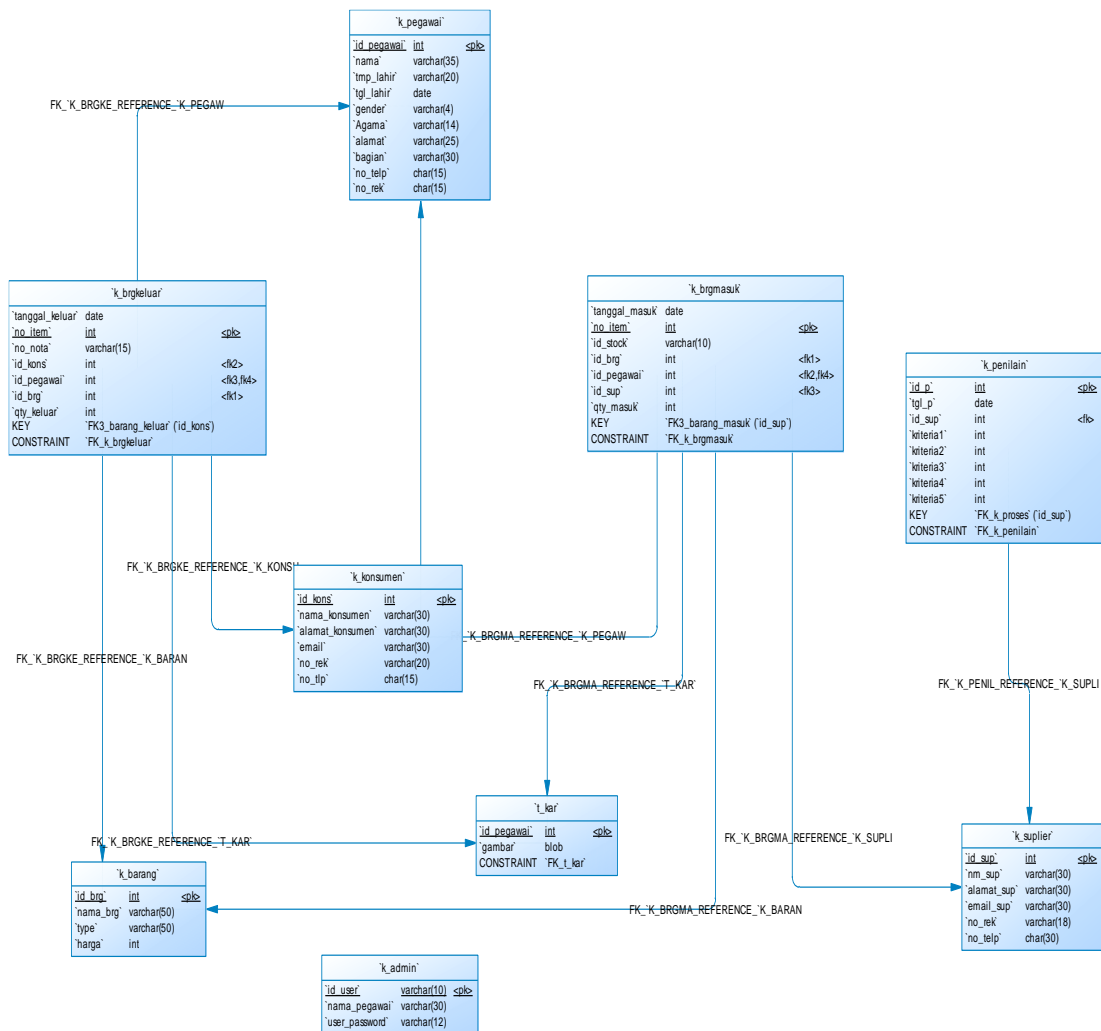 `k_pegawai`
`id_pegawai` int <pk>
`nama` varchar(35)
`tmp_lahir` varchar(20)
`tgl_lahir` date
`gender` varchar(4)
`Agama` varchar(14)
`alamat` varchar(25)
`bagian` varchar(30)
`no_telp` char(15)
`no_rek` char(15)
FK_`K_BRGKE_REFERENCE_`K_PEGAW
`k_brgkeluar`
`tanggal_keluar` date
`no_item` int <pk>
`no_nota` varchar(15)
`id_kons` int <fk2>
`id_pegawai` int <fk3,fk4>
`id_brg` int <fk1>
`qty_keluar` int
KEY `FK3_barang_keluar` (`id_kons`)
CONSTRAINT `FK_k_brgkeluar`
`k_brgmasuk`
`tanggal_masuk` date
`no_item` int <pk>
`id_stock` varchar(10)
`id_brg` int <fk1>
`id_pegawai` int <fk2,fk4>
`id_sup` int <fk3>
`qty_masuk` int
KEY `FK3_barang_masuk` (`id_sup`)
CONSTRAINT `FK_k_brgmasuk`
`k_penilain`
`id_p` int <pk>
`tgl_p` date
`id_sup` int <fk>
`kriteria1` int
`kriteria2` int
`kriteria3` int
`kriteria4` int
`kriteria5` int
KEY `FK_k_proses` (`id_sup`)
CONSTRAINT `FK_k_penilain`
FK_`K_BRGKE_REFERENCE_`K_KONSU
`k_konsumen`
`id_kons` int <pk>
`nama_konsumen` varchar(30)
`alamat_konsumen` varchar(30)
`email` varchar(30)
`no_rek` varchar(20)
`no_tlp` char(15)
_`K_BRGMA_REFERENCE_`K_PEGAW
FK_`K_BRGKE_REFERENCE_`K_BARAN
FK_`K_BRGMA_REFERENCE_`T_KAR`
FK_`K_PENIL_REFERENCE_`K_SUPLI
`t_kar`
`id_pegawai` int <pk>
`gambar` blob
CONSTRAINT `FK_t_kar`
FK_`K_BRGKE_REFERENCE_`T_KAR`
FK_`K_BRGMA_REFERENCE_`K_SUPLI
`k_suplier`
`id_sup` int <pk>
`nm_sup` varchar(30)
`alamat_sup` varchar(30)
`email_sup` varchar(30)
`no_rek` varchar(18)
`no_telp` char(30)
`k_barang`
`id_brg` int <pk>
`nama_brg` varchar(50)
`type` varchar(50)
`harga` int
FK_`K_BRGMA_REFERENCE_`K_BARAN
`k_admin`
`id_user` varchar(10) <pk>
`nama_pegawai` varchar(30)
`user_password` varchar(12)